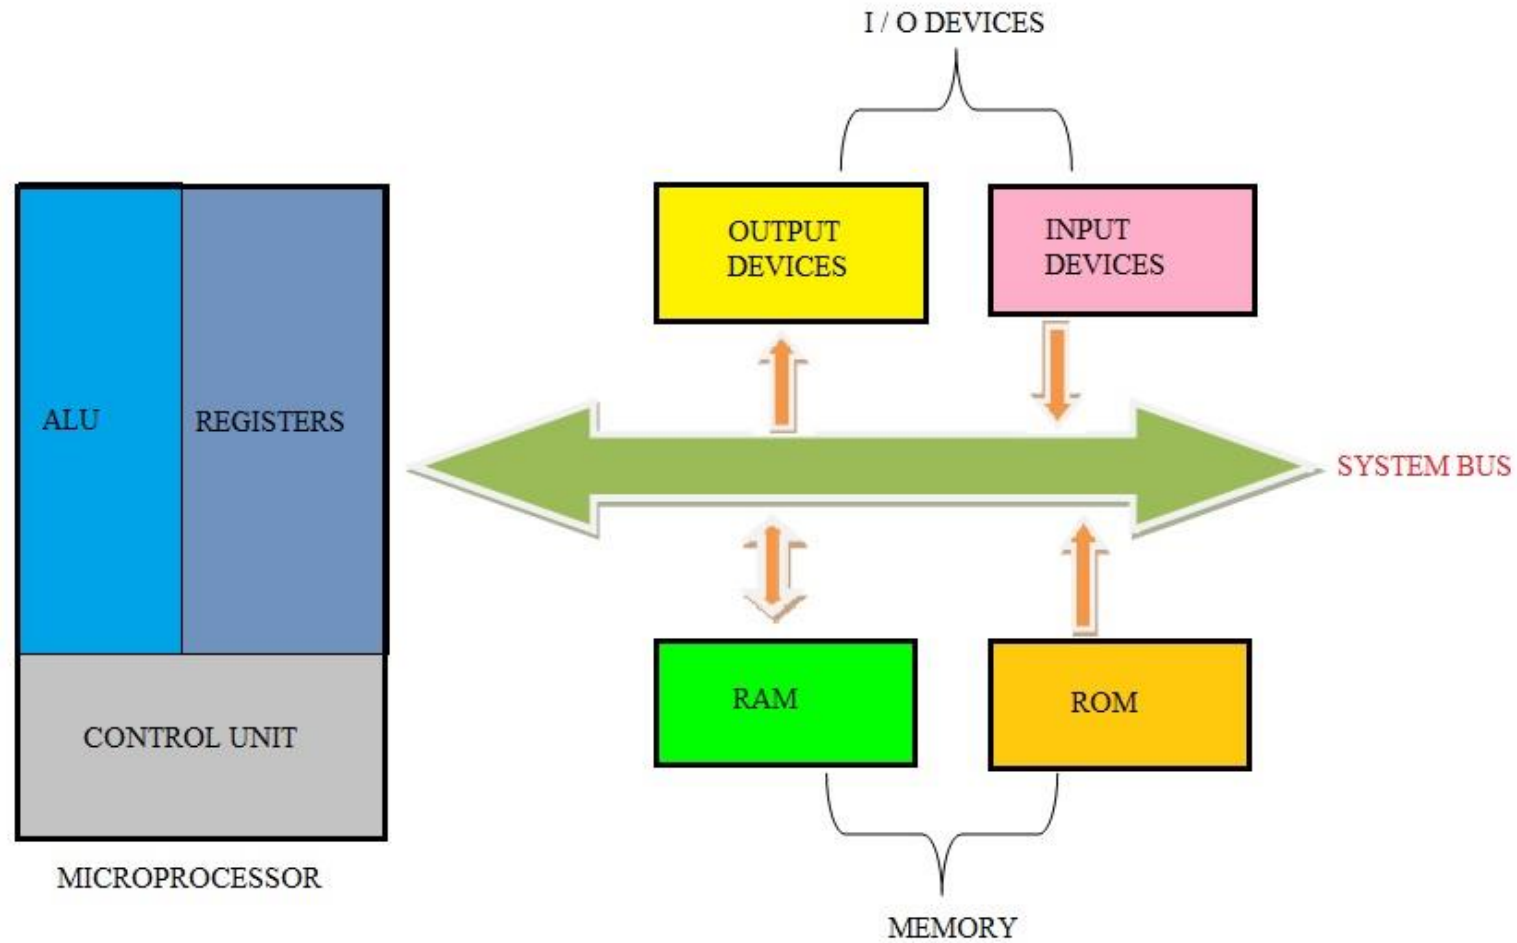 I / O DEVICES
OUTPUT
DEVICES
INPUT
DEVICES
ALU
REGISTERS
SYSTEM BUS
RAM
ROM
CONTROL UNIT
MICROPROCESSOR
MEMORY